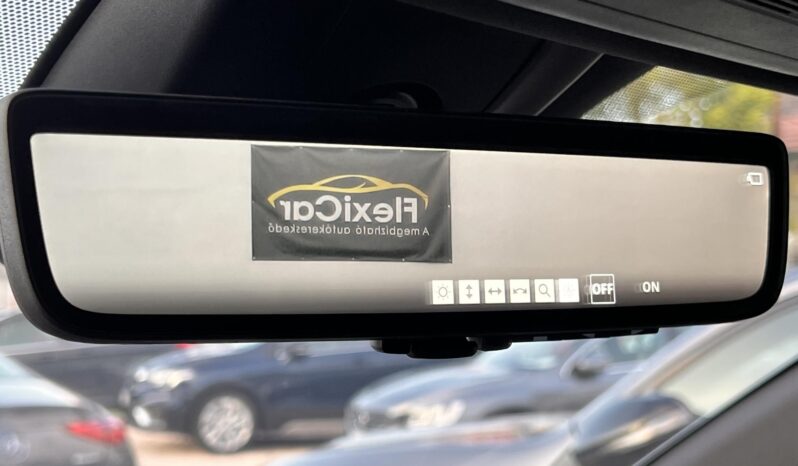 FlexiCar
A megbízható autókereskedő
OFF ON